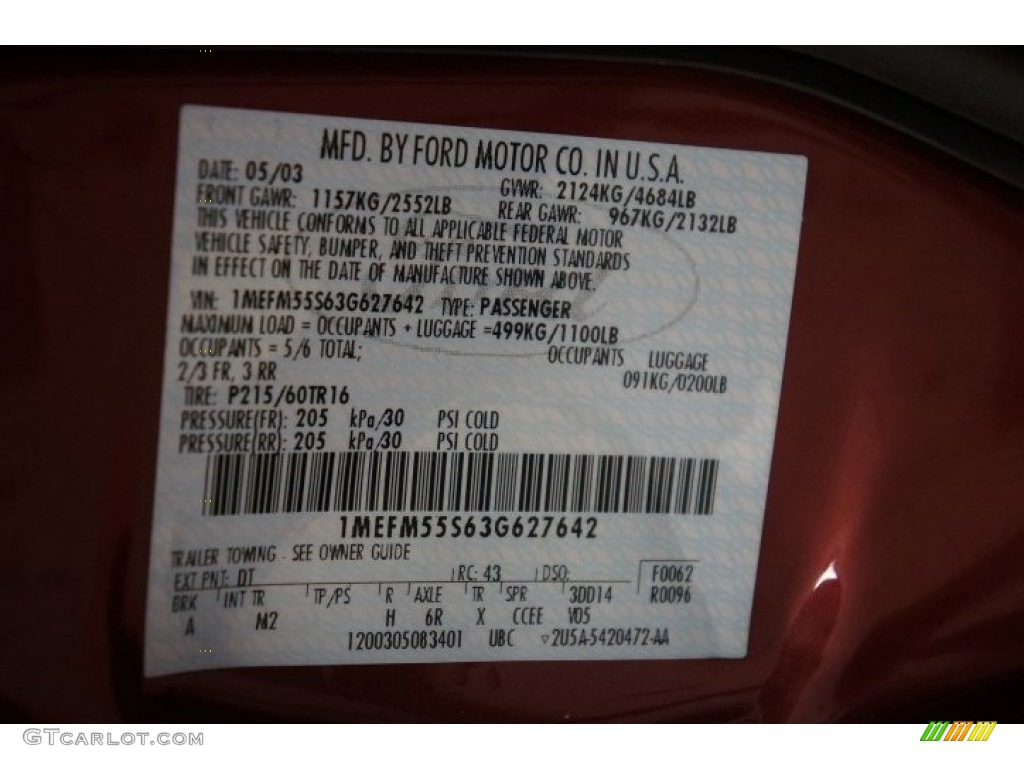 MFD. BY FORD MOTOR CO. IN U.S.A.
DATE: 05/03 GVWR: 2124KG/4684LB
FRONT GAWR: 1157KG/2552LB REAR GAWR: 967KG/2132LB
THIS VEHICLE CONFORMS TO ALL APPLICABLE FEDERAL MOTOR
VEHICLE SAFETY, BUMPER, AND THEFT PREVENTION STANDARDS
IN EFFECT ON THE DATE OF MANUFACTURE SHOWN ABOVE.
VIN: 1MEFM55S63G627642 TYPE: PASSENGER
MAXIMUM LOAD = OCCUPANTS + LUGGAGE =499KG/1100LB
OCCUPANTS = 5/6 TOTAL; OCCUPANTS LUGGAGE
2/3 FR, 3 RR 091KG/0200LB
TIRE: P215/60TR16
PRESSURE(FR): 205 kPa/30 PSI COLD
PRESSURE(RR): 205 kPa/30 PSI COLD
1MEFM55S63G627642
TRAILER TOWING - SEE OWNER GUIDE
EXT PNT: DT RC: 43 DSO: F0062
BRK INT TR TP/PS R AXLE TR SPR 3DD14 R0096
A M2 H 6R X CCEE V05
1200305083401 UBC ▽2U5A-5420472-AA
GTCarlot.com